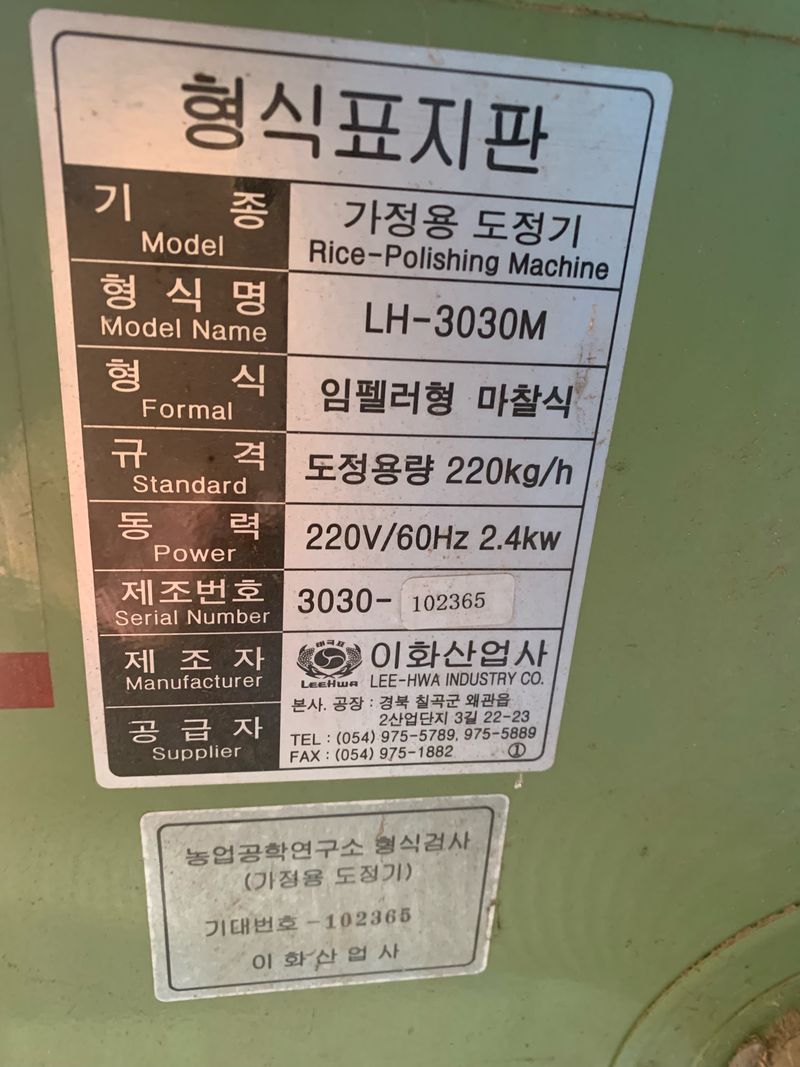 형식표지판
기 종 가정용 도정기
Model Rice-Polishing Machine
형 식 명 LH-3030M
Model Name
형 식 임펠러형 마찰식
Formal
규 격 도정용량 220kg/h
Standard
동 력 220V/60Hz 2.4kw
Power
제조번호 3030- 102365
Serial Number
제 조 자 태극표 이화산업사
Manufacturer LEEHWA LEE-HWA INDUSTRY CO.
공 급 자 본사. 공장 : 경북 칠곡군 왜관읍
Supplier 2산업단지 3길 22-23
TEL : (054) 975-5789, 975-5889
FAX : (054) 975-1882 ①
농업공학연구소 형식검사
(가정용 도정기)
기대번호 -102365
이 화 산 업 사